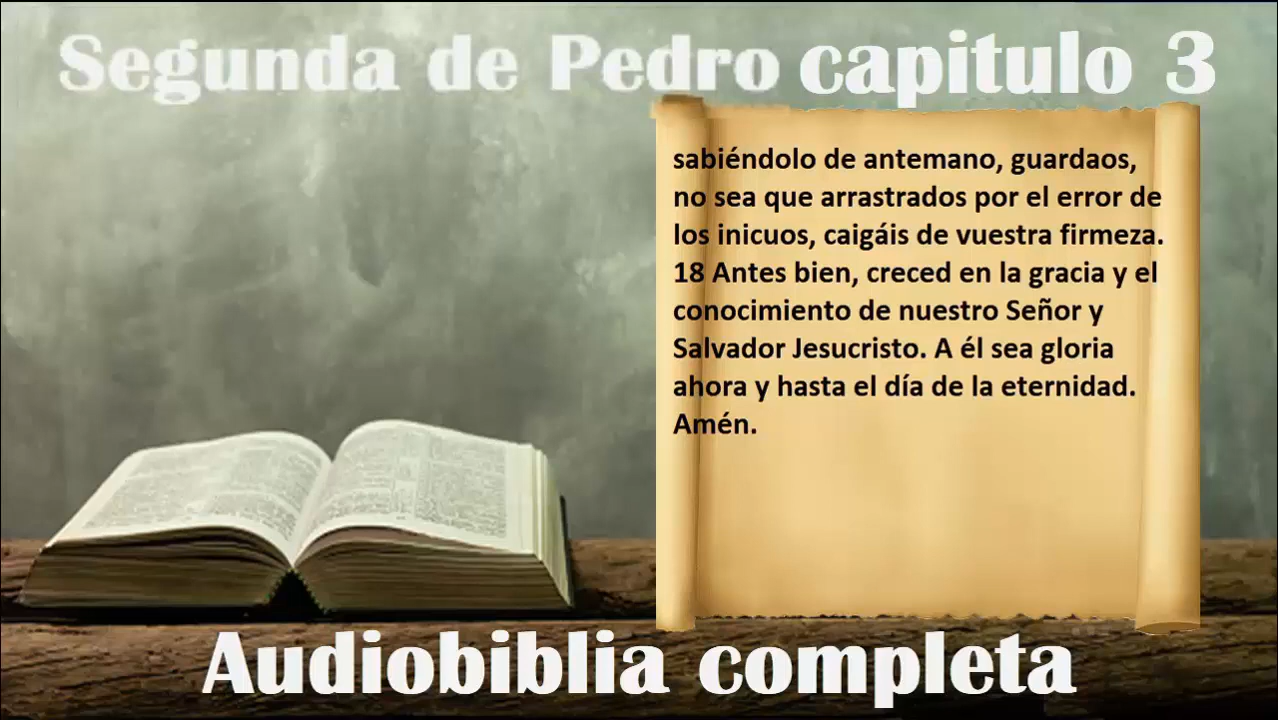 Segunda de Pedro capitulo 3
sabiéndolo de antemano, guardaos,
no sea que arrastrados por el error de
los inicuos, caigáis de vuestra firmeza.
18 Antes bien, creced en la gracia y el
conocimiento de nuestro Señor y
Salvador Jesucristo. A él sea gloria
ahora y hasta el día de la eternidad.
Amén.
Audiobiblia completa